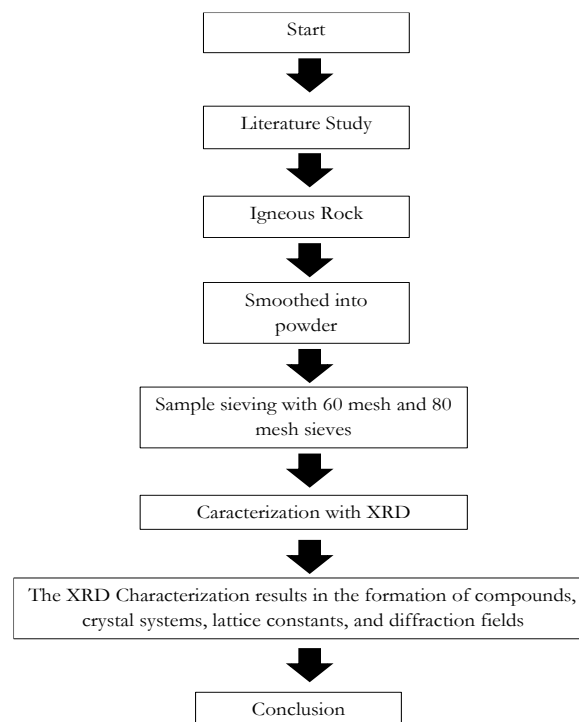 Start
Literature Study
Igneous Rock
Smoothed into
powder
Sample sieving with 60 mesh and 80
mesh sieves
Caracterization with XRD
The XRD Characterization results in the formation of compounds,
crystal systems, lattice constants, and diffraction fields
Conclusion